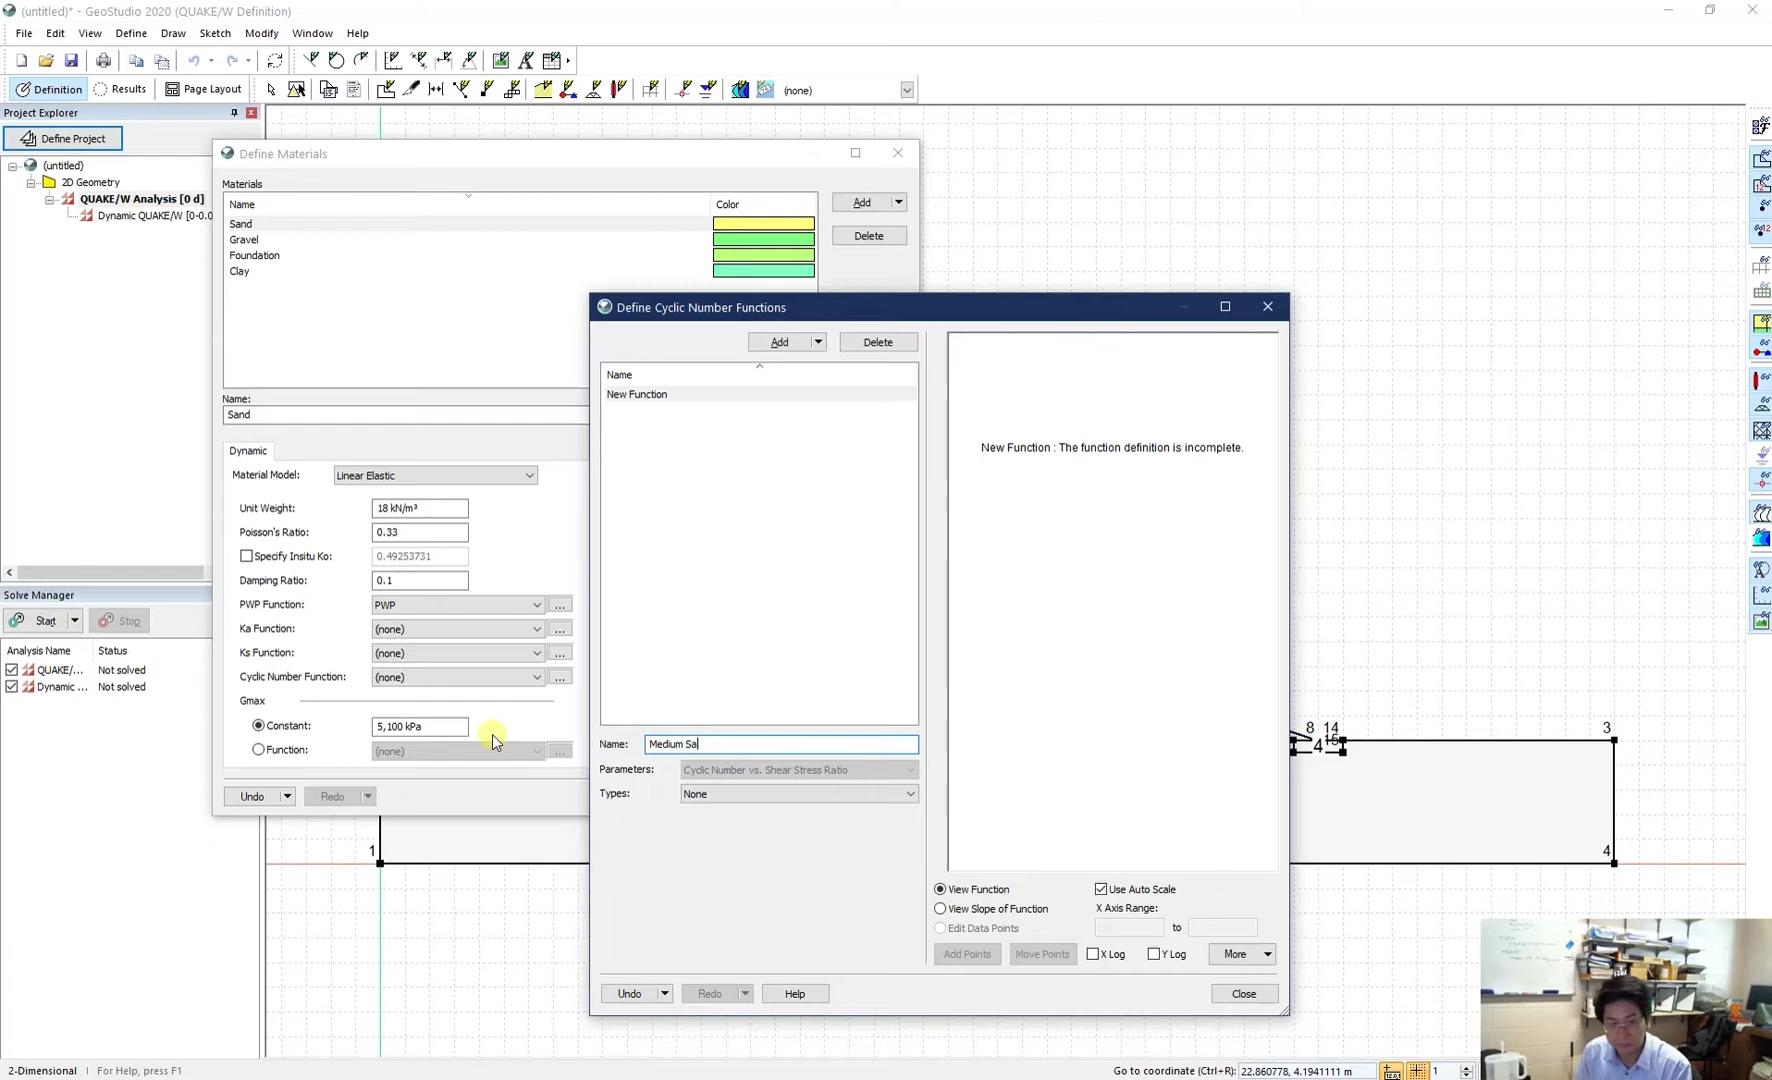 (untitled)* - GeoStudio 2020 (QUAKE/W Definition)
File Edit View Define Draw Sketch Modify Window Help
Definition Results Page Layout (none)
Project Explorer
Define Project
(untitled)
2D Geometry
QUAKE/W Analysis [0 d]
Dynamic QUAKE/W [0-0.0
Solve Manager
Start Stop
Analysis Name Status
QUAKE/... Not solved
Dynamic ... Not solved
Define Materials
Materials
Name Color
Add
Sand
Delete
Gravel
Foundation
Clay
Name:
Sand
Dynamic
Material Model: Linear Elastic
Unit Weight: 18 kN/m³
Poisson's Ratio: 0.33
Specify Insitu Ko: 0.49253731
Damping Ratio: 0.1
PWP Function: PWP ...
Ka Function: (none) ...
Ks Function: (none) ...
Cyclic Number Function: (none) ...
Gmax
Constant: 5,100 kPa
Function: (none) ...
Undo Redo
Define Cyclic Number Functions
Add Delete
Name
New Function
New Function : The function definition is incomplete.
Name: Medium Sa
Parameters: Cyclic Number vs. Shear Stress Ratio
Types: None
View Function Use Auto Scale
View Slope of Function X Axis Range:
Edit Data Points to
Add Points Move Points X Log Y Log More
Undo Redo Help Close
8 14 3
4 15
1 4
2-Dimensional For Help, press F1 Go to coordinate (Ctrl+R): 22.860778, 4.1941111 m 1